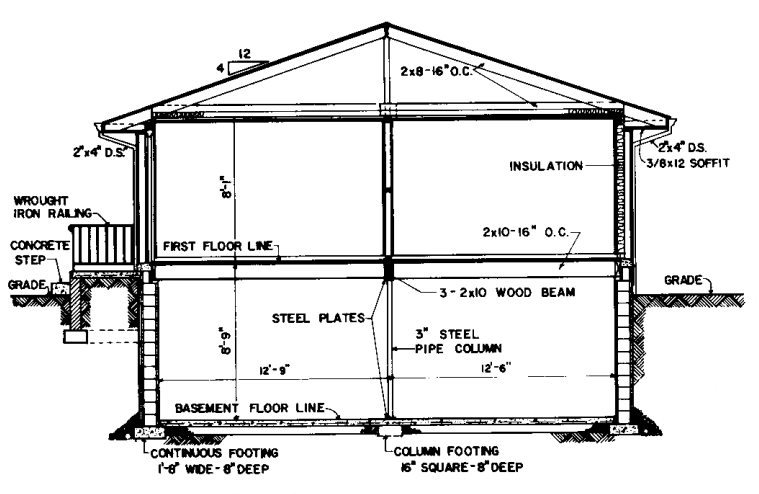 12
4
2x8-16" O.C.
2"x4" D.S.
2"x4" D.S.
3/8x12 SOFFIT
INSULATION
8'-1"
WROUGHT
IRON RAILING
CONCRETE
STEP
FIRST FLOOR LINE
2x10-16" O.C.
GRADE
GRADE
3-2x10 WOOD BEAM
STEEL PLATES
3" STEEL
PIPE COLUMN
8'-9"
12'-9"
12'-6"
BASEMENT FLOOR LINE
CONTINUOUS FOOTING
1'-8" WIDE-8" DEEP
COLUMN FOOTING
16" SQUARE-8" DEEP